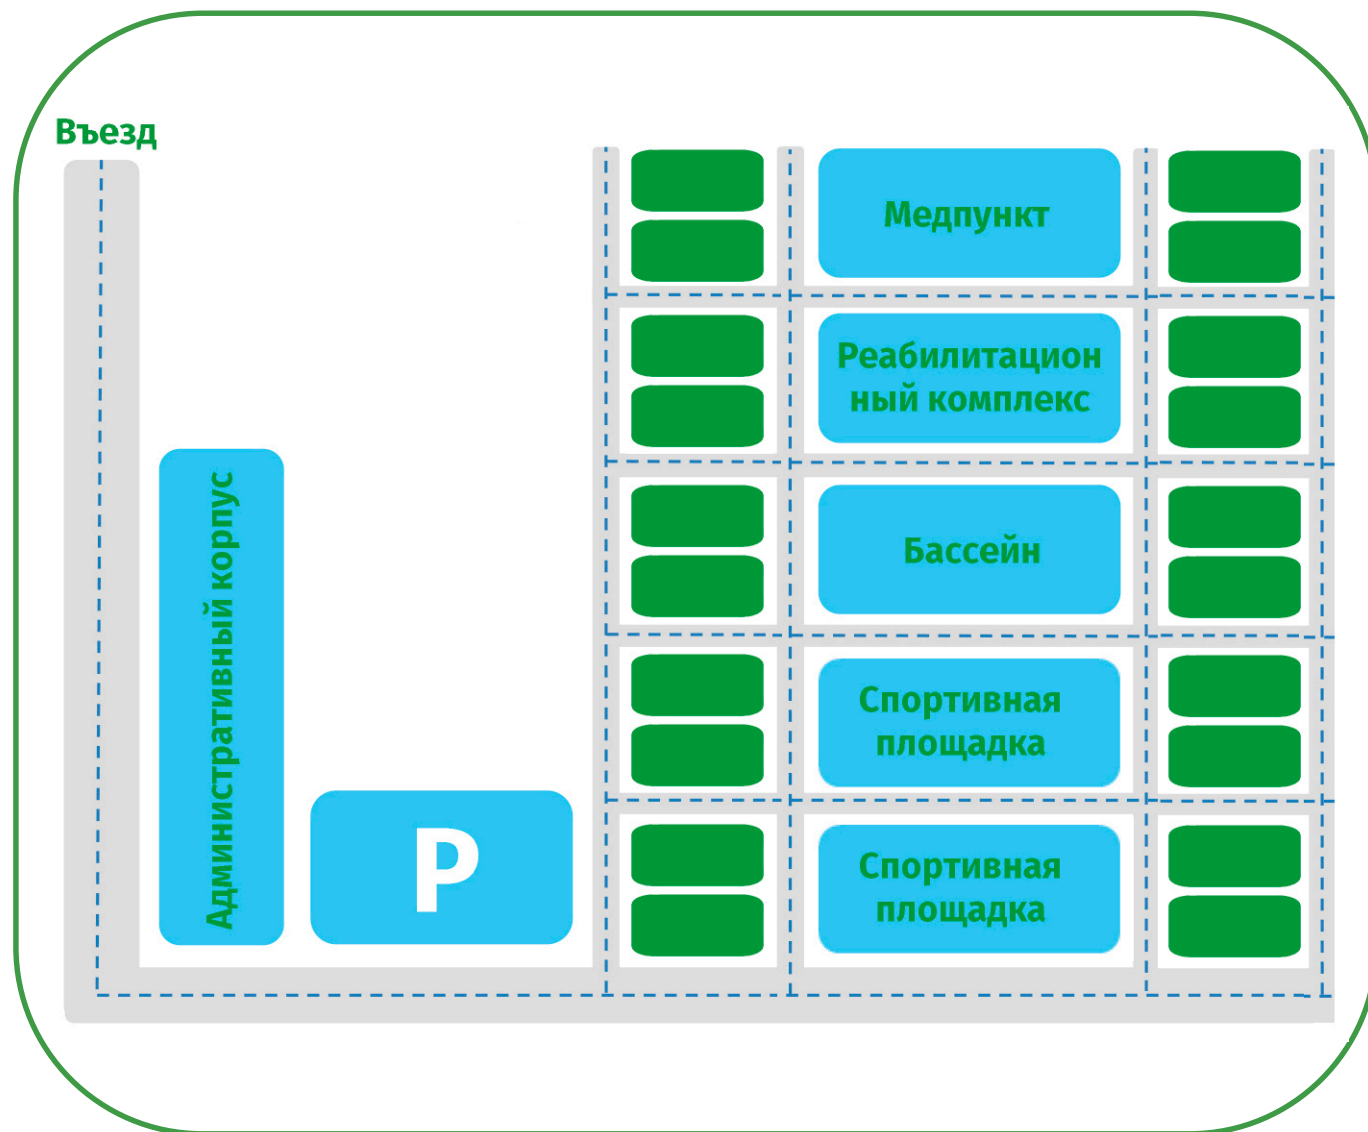 Въезд
Медпункт
Реабилитацион
ный комплекс
Бассейн
Административный корпус
Спортивная
площадка
P
Спортивная
площадка